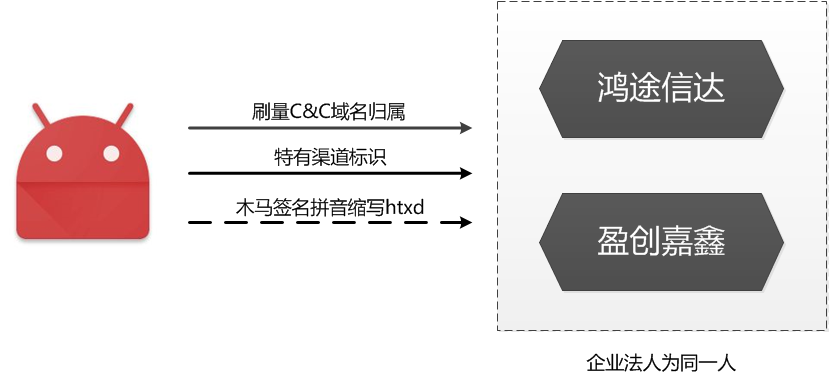 刷量C&C域名归属
特有渠道标识
木马签名拼音缩写htxd
鸿途信达
盈创嘉鑫
企业法人为同一人